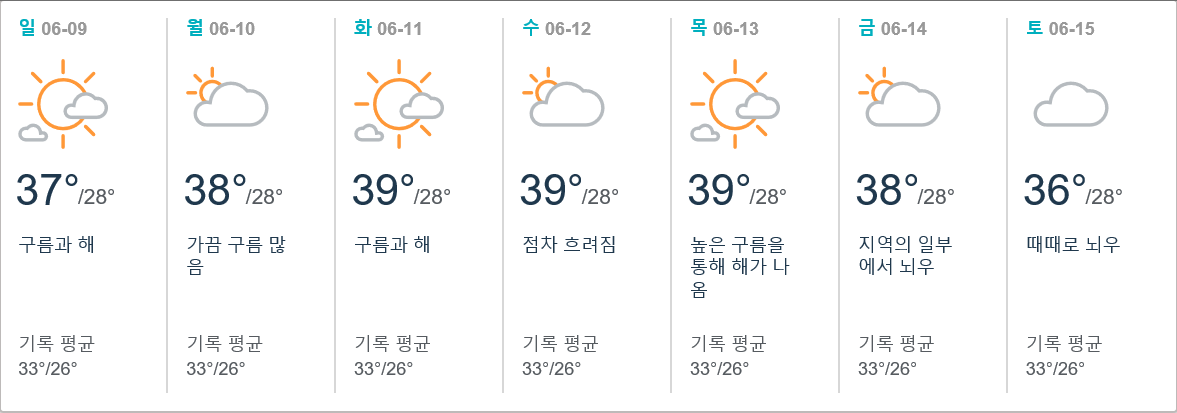 일 06-09
37°/28°
구름과 해
기록 평균
33°/26°
월 06-10
38°/28°
가끔 구름 많
음
기록 평균
33°/26°
화 06-11
39°/28°
구름과 해
기록 평균
33°/26°
수 06-12
39°/28°
점차 흐려짐
기록 평균
33°/26°
목 06-13
39°/28°
높은 구름을
통해 해가 나
옴
기록 평균
33°/26°
금 06-14
38°/28°
지역의 일부
에서 뇌우
기록 평균
33°/26°
토 06-15
36°/28°
때때로 뇌우
기록 평균
33°/26°